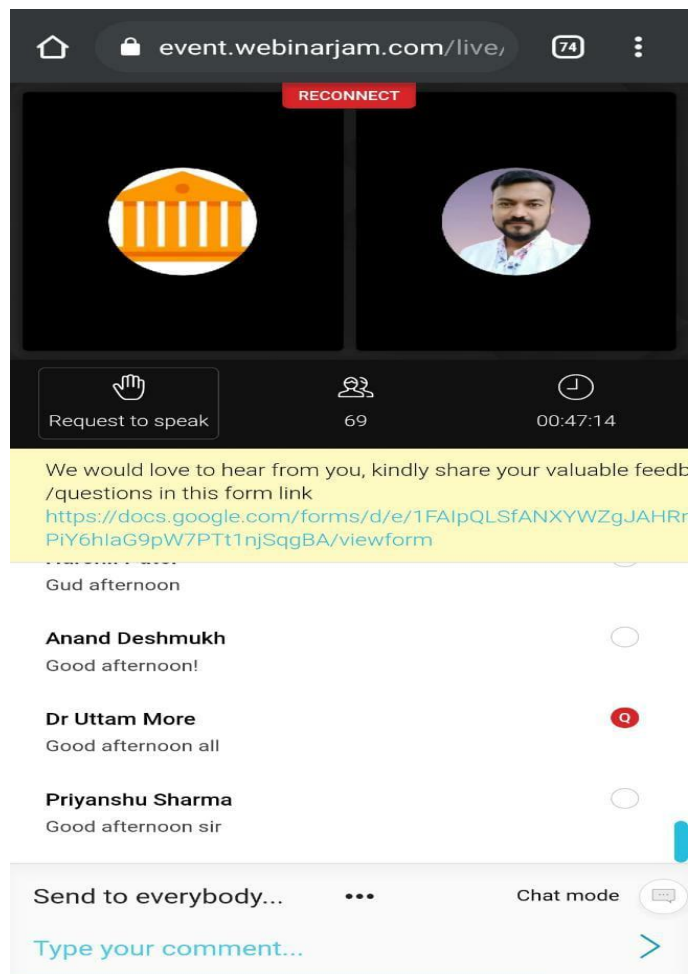 event.webinarjam.com/live/
74
RECONNECT
Request to speak
69
00:47:14
We would love to hear from you, kindly share your valuable feedb
/questions in this form link
https://docs.google.com/forms/d/e/1FAIpQLSfANXYWZgJAHRr
PiY6hIaG9pW7PTt1njSqgBA/viewform
Gud afternoon
Anand Deshmukh
Good afternoon!
Dr Uttam More
Q
Good afternoon all
Priyanshu Sharma
Good afternoon sir
Send to everybody...
Chat mode
Type your comment...